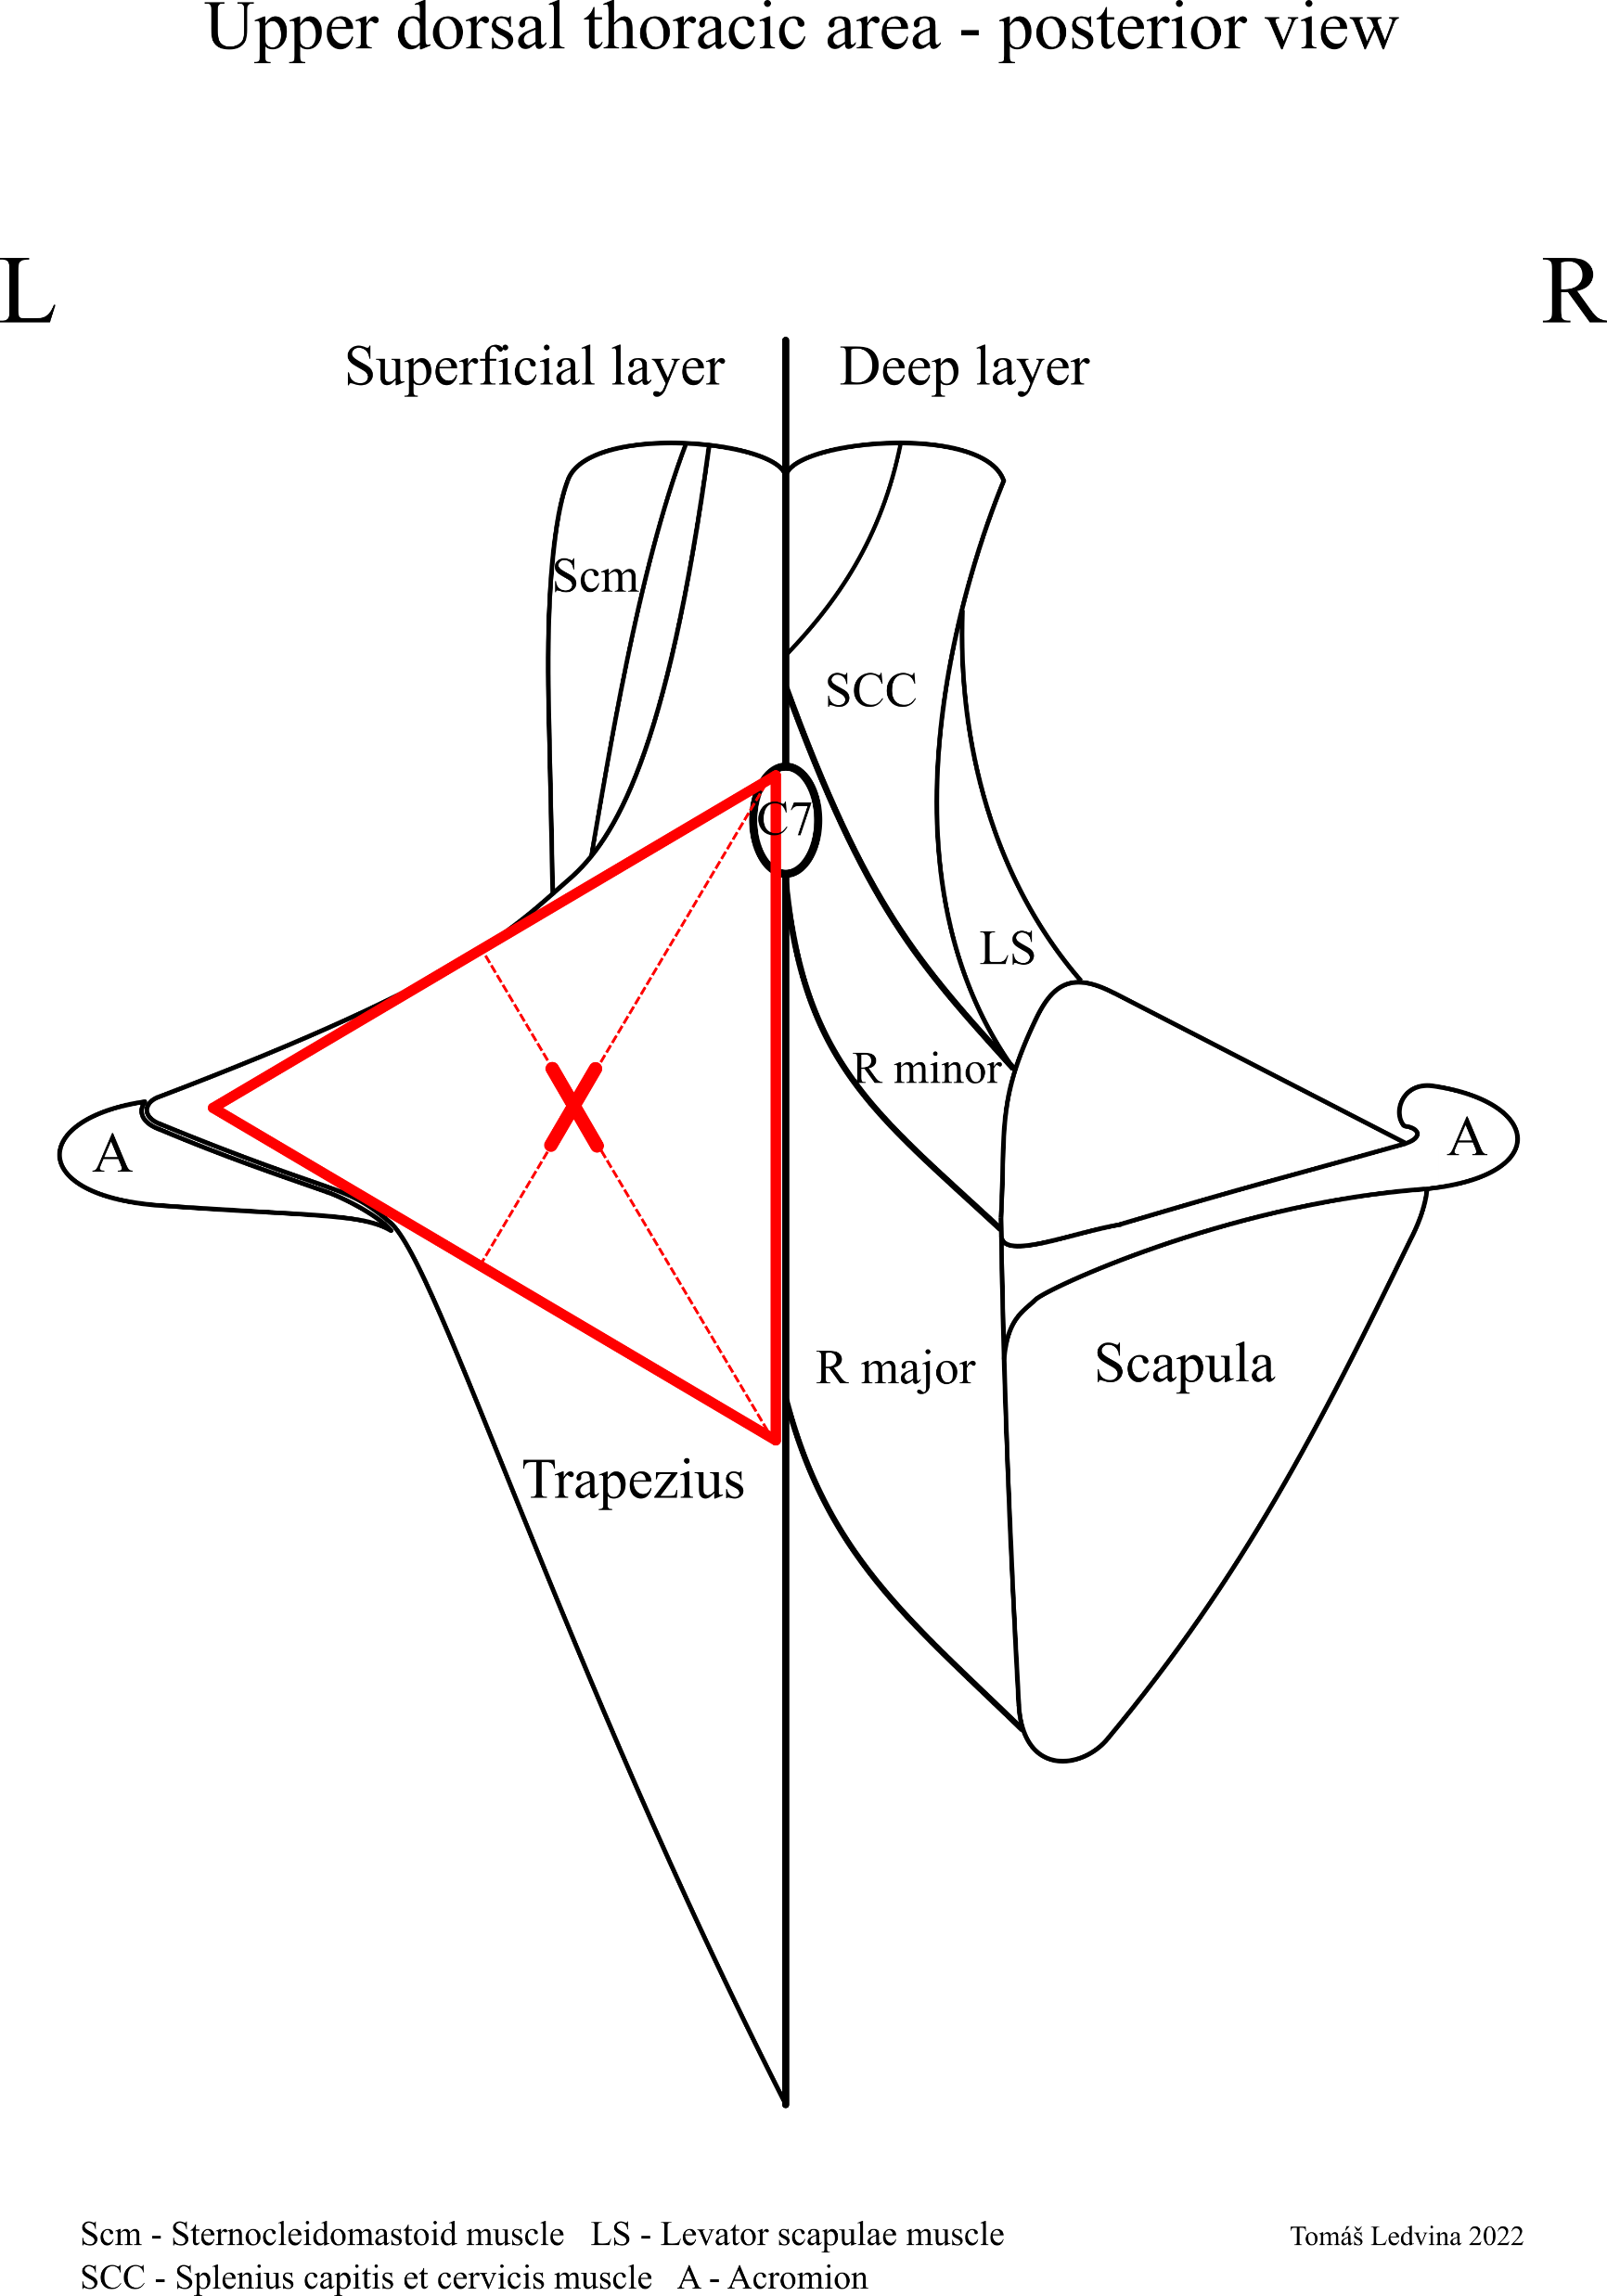 Upper dorsal thoracic area - posterior view
L
R
Superficial layer
Deep layer
Scm
SCC
C7
LS
R minor
A
A
R major
Scapula
Trapezius
Scm - Sternocleidomastoid muscle   LS - Levator scapulae muscle
Tomáš Ledvina 2022
SCC - Splenius capitis et cervicis muscle   A - Acromion